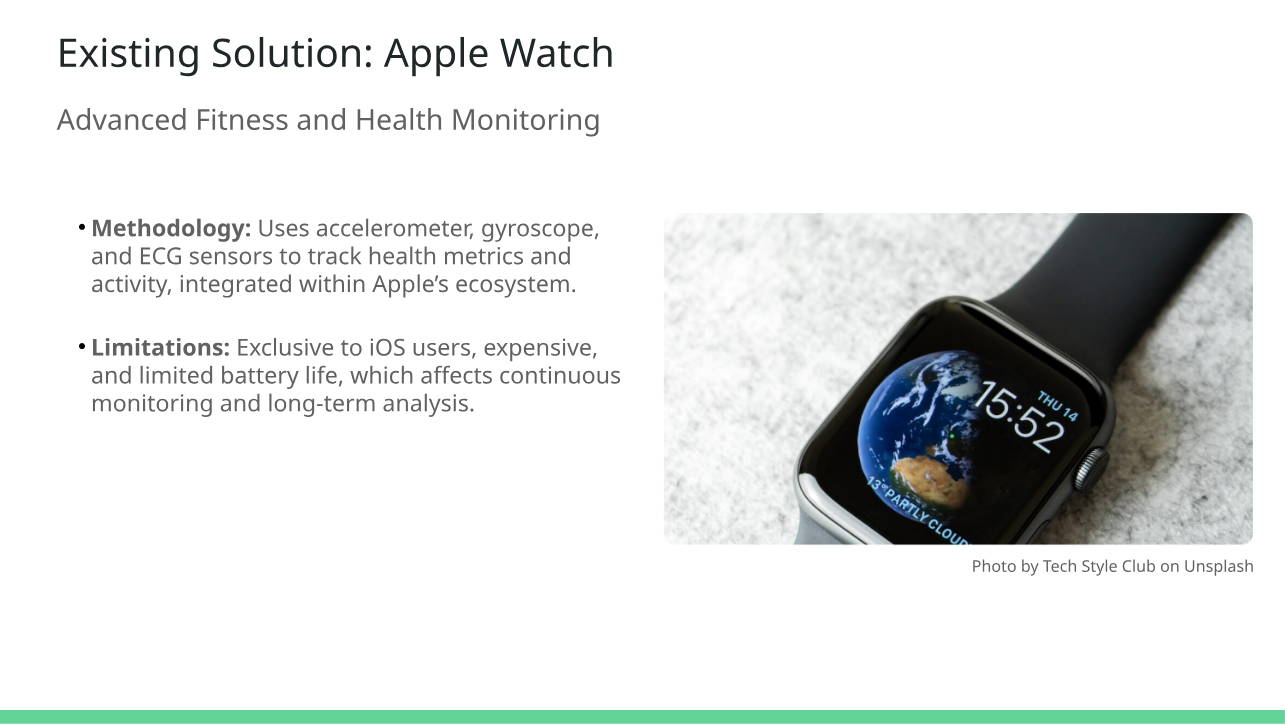 Existing Solution: Apple Watch
Advanced Fitness and Health Monitoring
• Methodology: Uses accelerometer, gyroscope,
and ECG sensors to track health metrics and
activity, integrated within Apple’s ecosystem.
• Limitations: Exclusive to iOS users, expensive,
and limited battery life, which affects continuous
monitoring and long-term analysis.
THU 14
15:52
13° PARTLY CLOUD
Photo by Tech Style Club on Unsplash